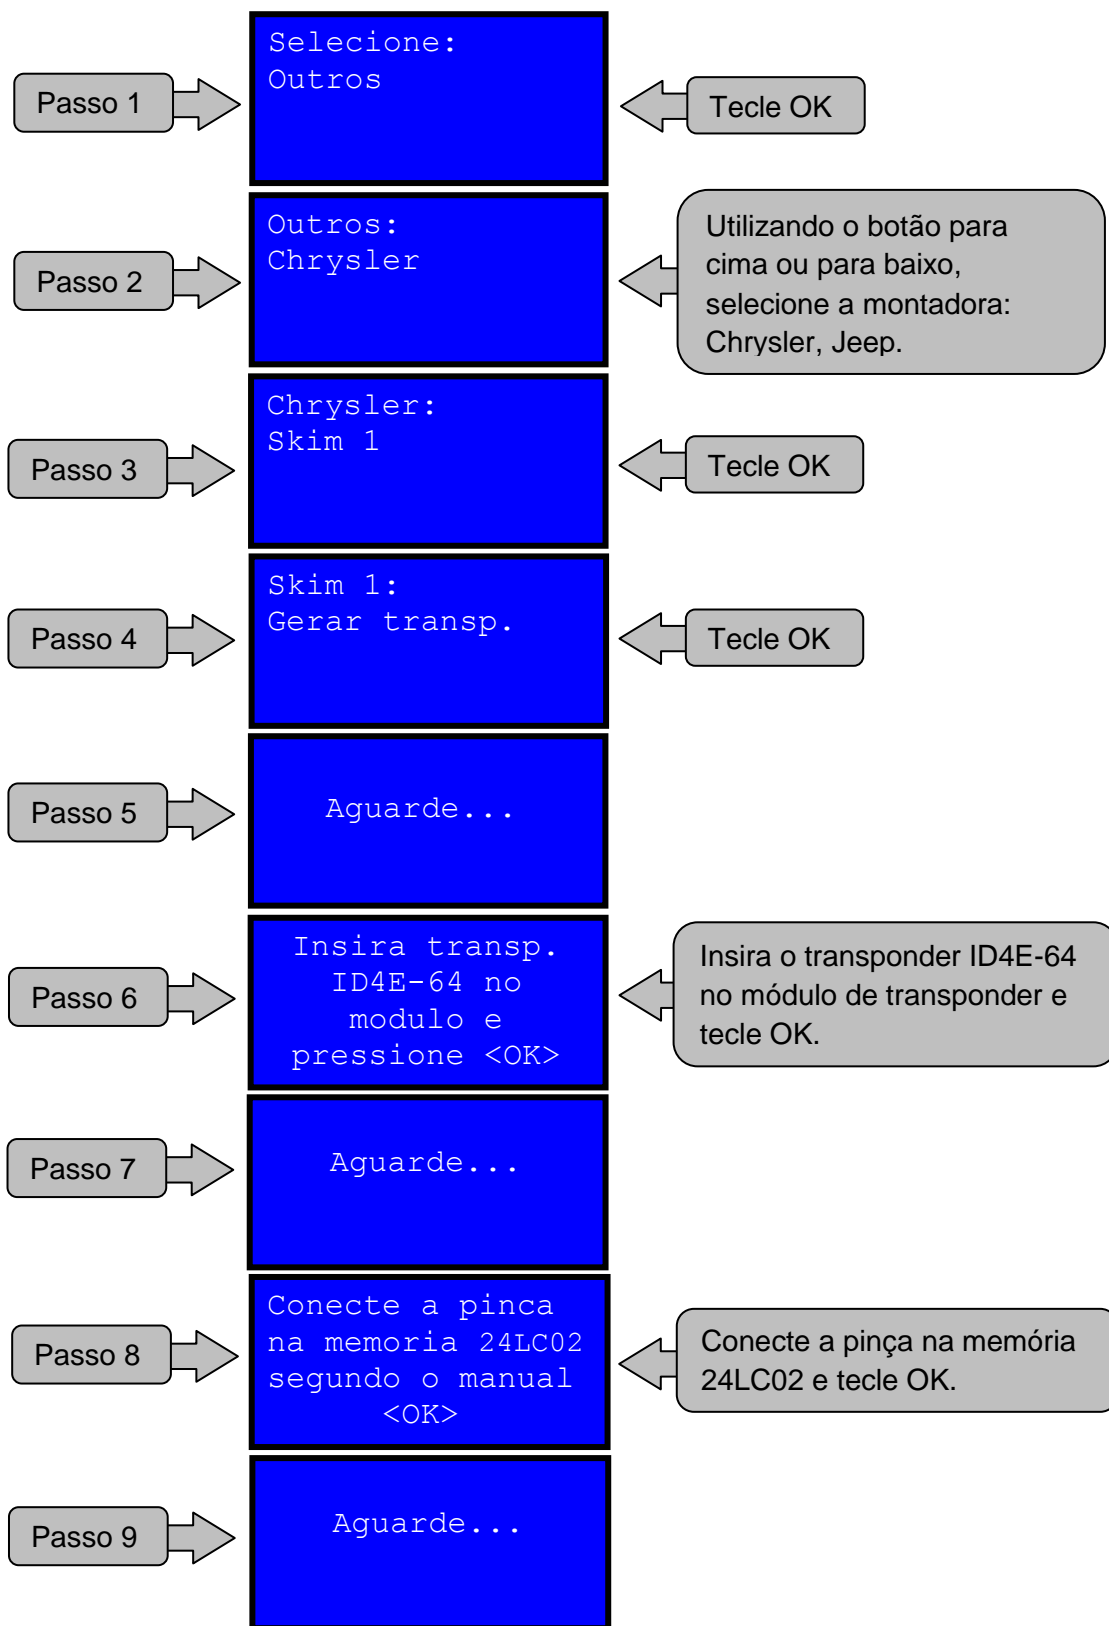 Passo 1
Selecione:
Outros
Tecle OK
Passo 2
Outros:
Chrysler
Utilizando o botão para
cima ou para baixo,
selecione a montadora:
Chrysler, Jeep.
Passo 3
Chrysler:
Skim 1
Tecle OK
Passo 4
Skim 1:
Gerar transp.
Tecle OK
Passo 5
Aguarde...
Passo 6
Insira transp.
ID4E-64 no
modulo e
pressione <OK>
Insira o transponder ID4E-64
no módulo de transponder e
tecle OK.
Passo 7
Aguarde...
Passo 8
Conecte a pinca
na memoria 24LC02
segundo o manual
<OK>
Conecte a pinça na memória
24LC02 e tecle OK.
Passo 9
Aguarde...